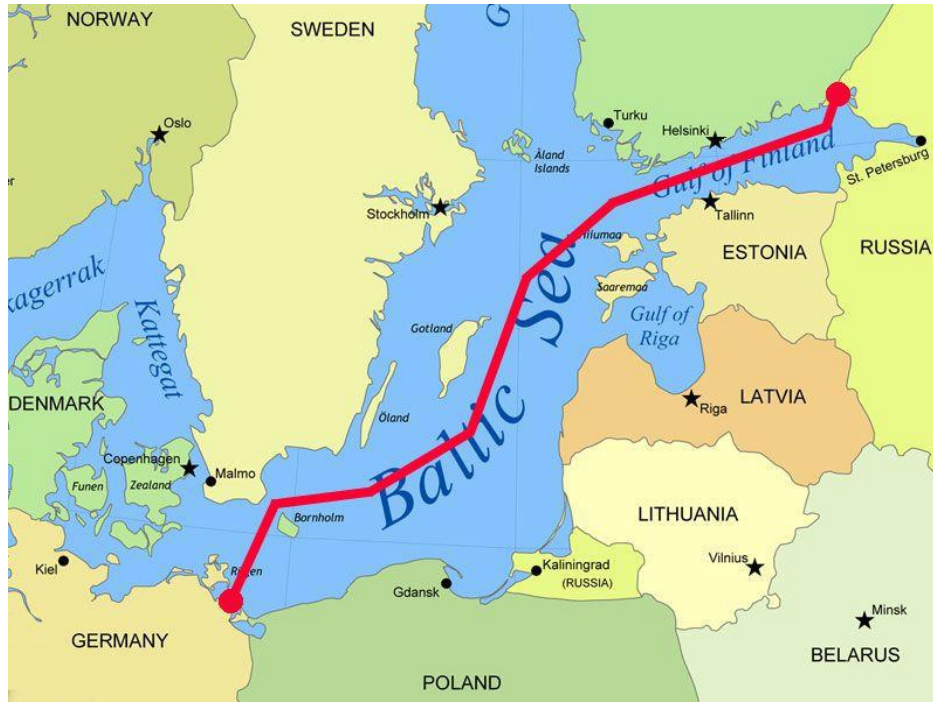 NORWAY
SWEDEN
G
Oslo
Turku
Helsinki
Åland
Islands
Gulf of Finland
St. Petersburg
Stockholm
Tallinn
Hiiumaa
ESTONIA
RUSSIA
Saaremaa
kagerrak
Kattegat
Gotland
Gulf of
Riga
Baltic Sea
DENMARK
Öland
Riga
LATVIA
Copenhagen
Malmo
Funen
Zealand
Bornholm
LITHUANIA
Kiel
Rügen
Gdansk
Kaliningrad
(RUSSIA)
Vilnius
Minsk
GERMANY
POLAND
BELARUS